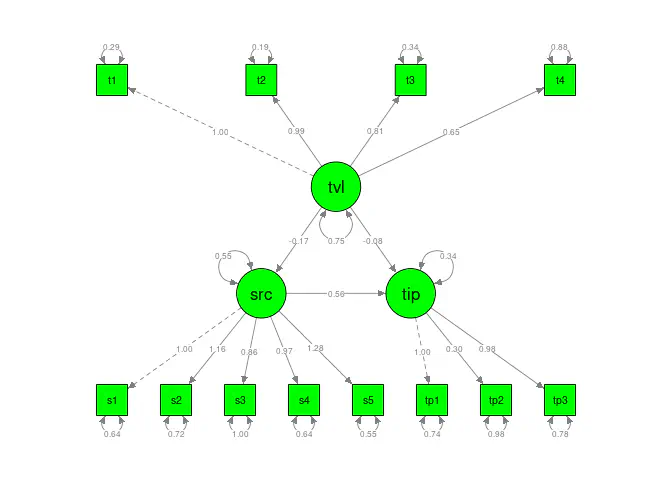 0.29 0.19 0.34 0.88
t1 t2 t3 t4
1.00 0.99 0.81 0.65
tvl
-0.17 0.75 -0.08
0.55 0.34
src 0.56 tip
1.00 1.16 0.86 0.97 1.28 1.00 0.30 0.98
s1 s2 s3 s4 s5 tp1 tp2 tp3
0.64 0.72 1.00 0.64 0.55 0.74 0.98 0.78